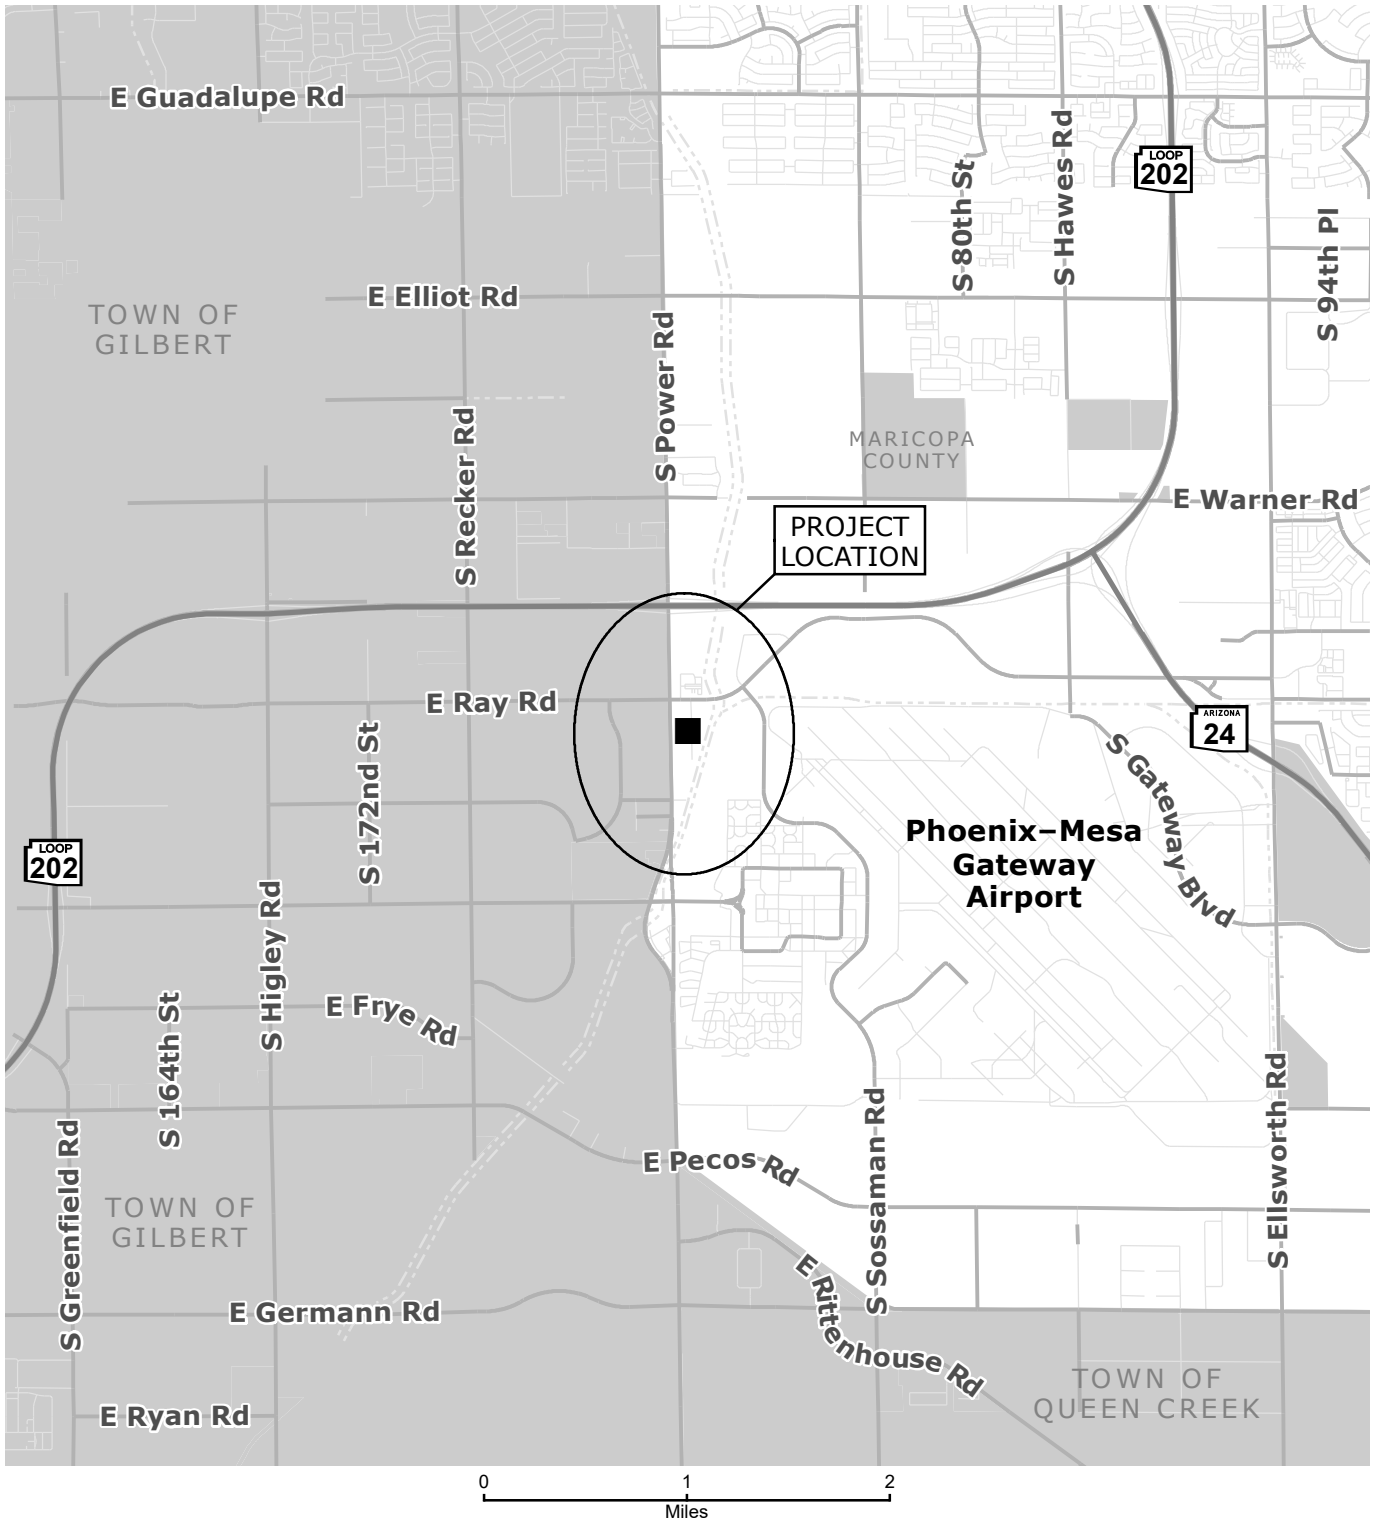 E Guadalupe Rd
LOOP
202
S 80th St
S Hawes Rd
S 94th Pl
E Elliot Rd
TOWN OF
GILBERT
S Power Rd
S Recker Rd
MARICOPA
COUNTY
E Warner Rd
PROJECT
LOCATION
E Ray Rd
S 172nd St
ARIZONA
24
S Gateway Blvd
Phoenix–Mesa
Gateway
Airport
LOOP
202
S Higley Rd
E Frye Rd
S 164th St
S Greenfield Rd
E Pecos Rd
S Sossaman Rd
S Ellsworth Rd
TOWN OF
GILBERT
E Germann Rd
E Rittenhouse Rd
TOWN OF
QUEEN CREEK
E Ryan Rd
0 1 2
Miles